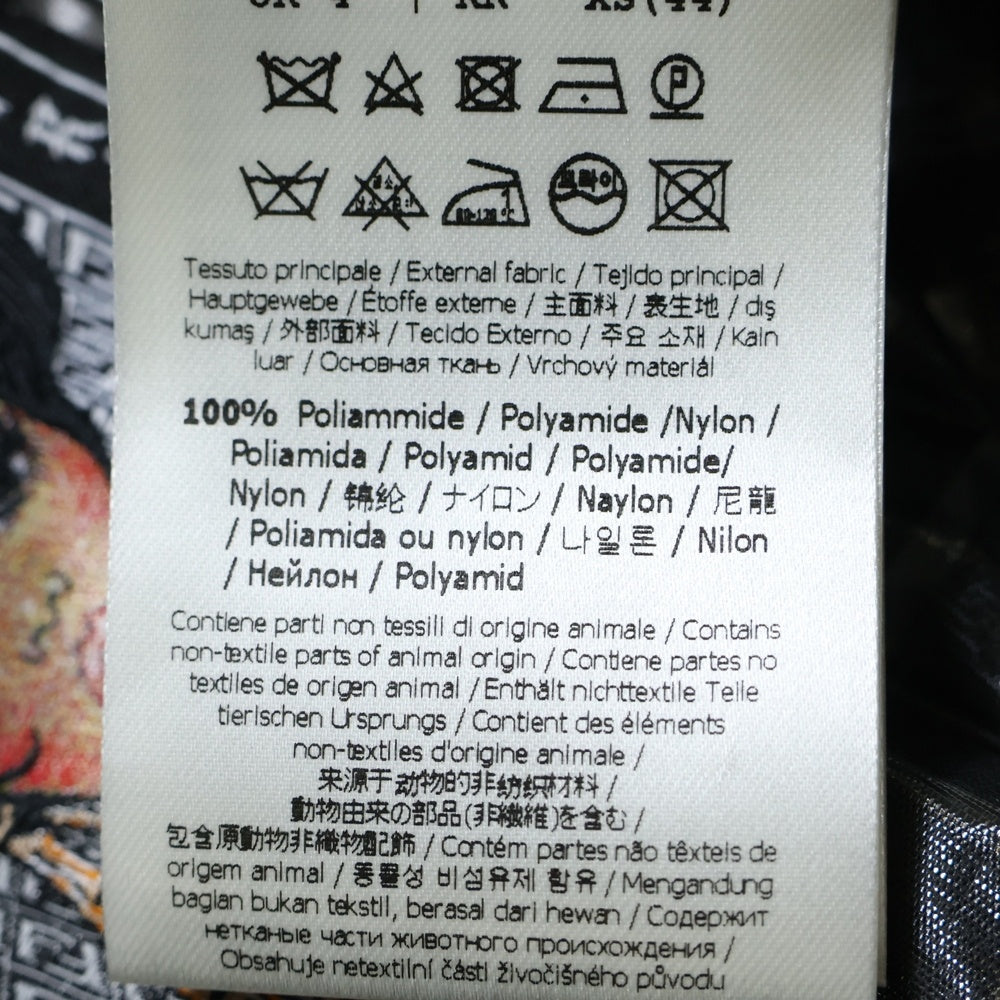 KR XS (44)
P
드라이
80-120°C
Tessuto principale / External fabric / Tejido principal /
Hauptgewebe / Étoffe externe / 主面料 / 表生地 / dış
kumaş / 外部面料 / Tecido Externo / 주요 소재 / Kain
luar / Основная ткань / Vrchový materiál
100% Poliammide / Polyamide /Nylon /
Poliamida / Polyamid / Polyamide/
Nylon / 锦纶 / ナイロン / Naylon / 尼龍
/ Poliamida ou nylon / 나일론 / Nilon
/ Нейлон / Polyamid
Contiene parti non tessili di origine animale / Contains
non-textile parts of animal origin / Contiene partes no
textiles de origen animal / Enthält nichttextile Teile
tierischen Ursprungs / Contient des éléments
non-textiles d'origine animale /
来源于动物的非纺织材料 /
動物由来の部品(非繊維)を含む /
包含原動物非織物配飾 / Contém partes não têxteis de
origem animal / 동물성 비섬유제 함유 / Mengandung
bagian bukan tekstil, berasal dari hewan / Содержит
нетканые части животного происхождения /
Obsahuje netextilní části živočišného původu